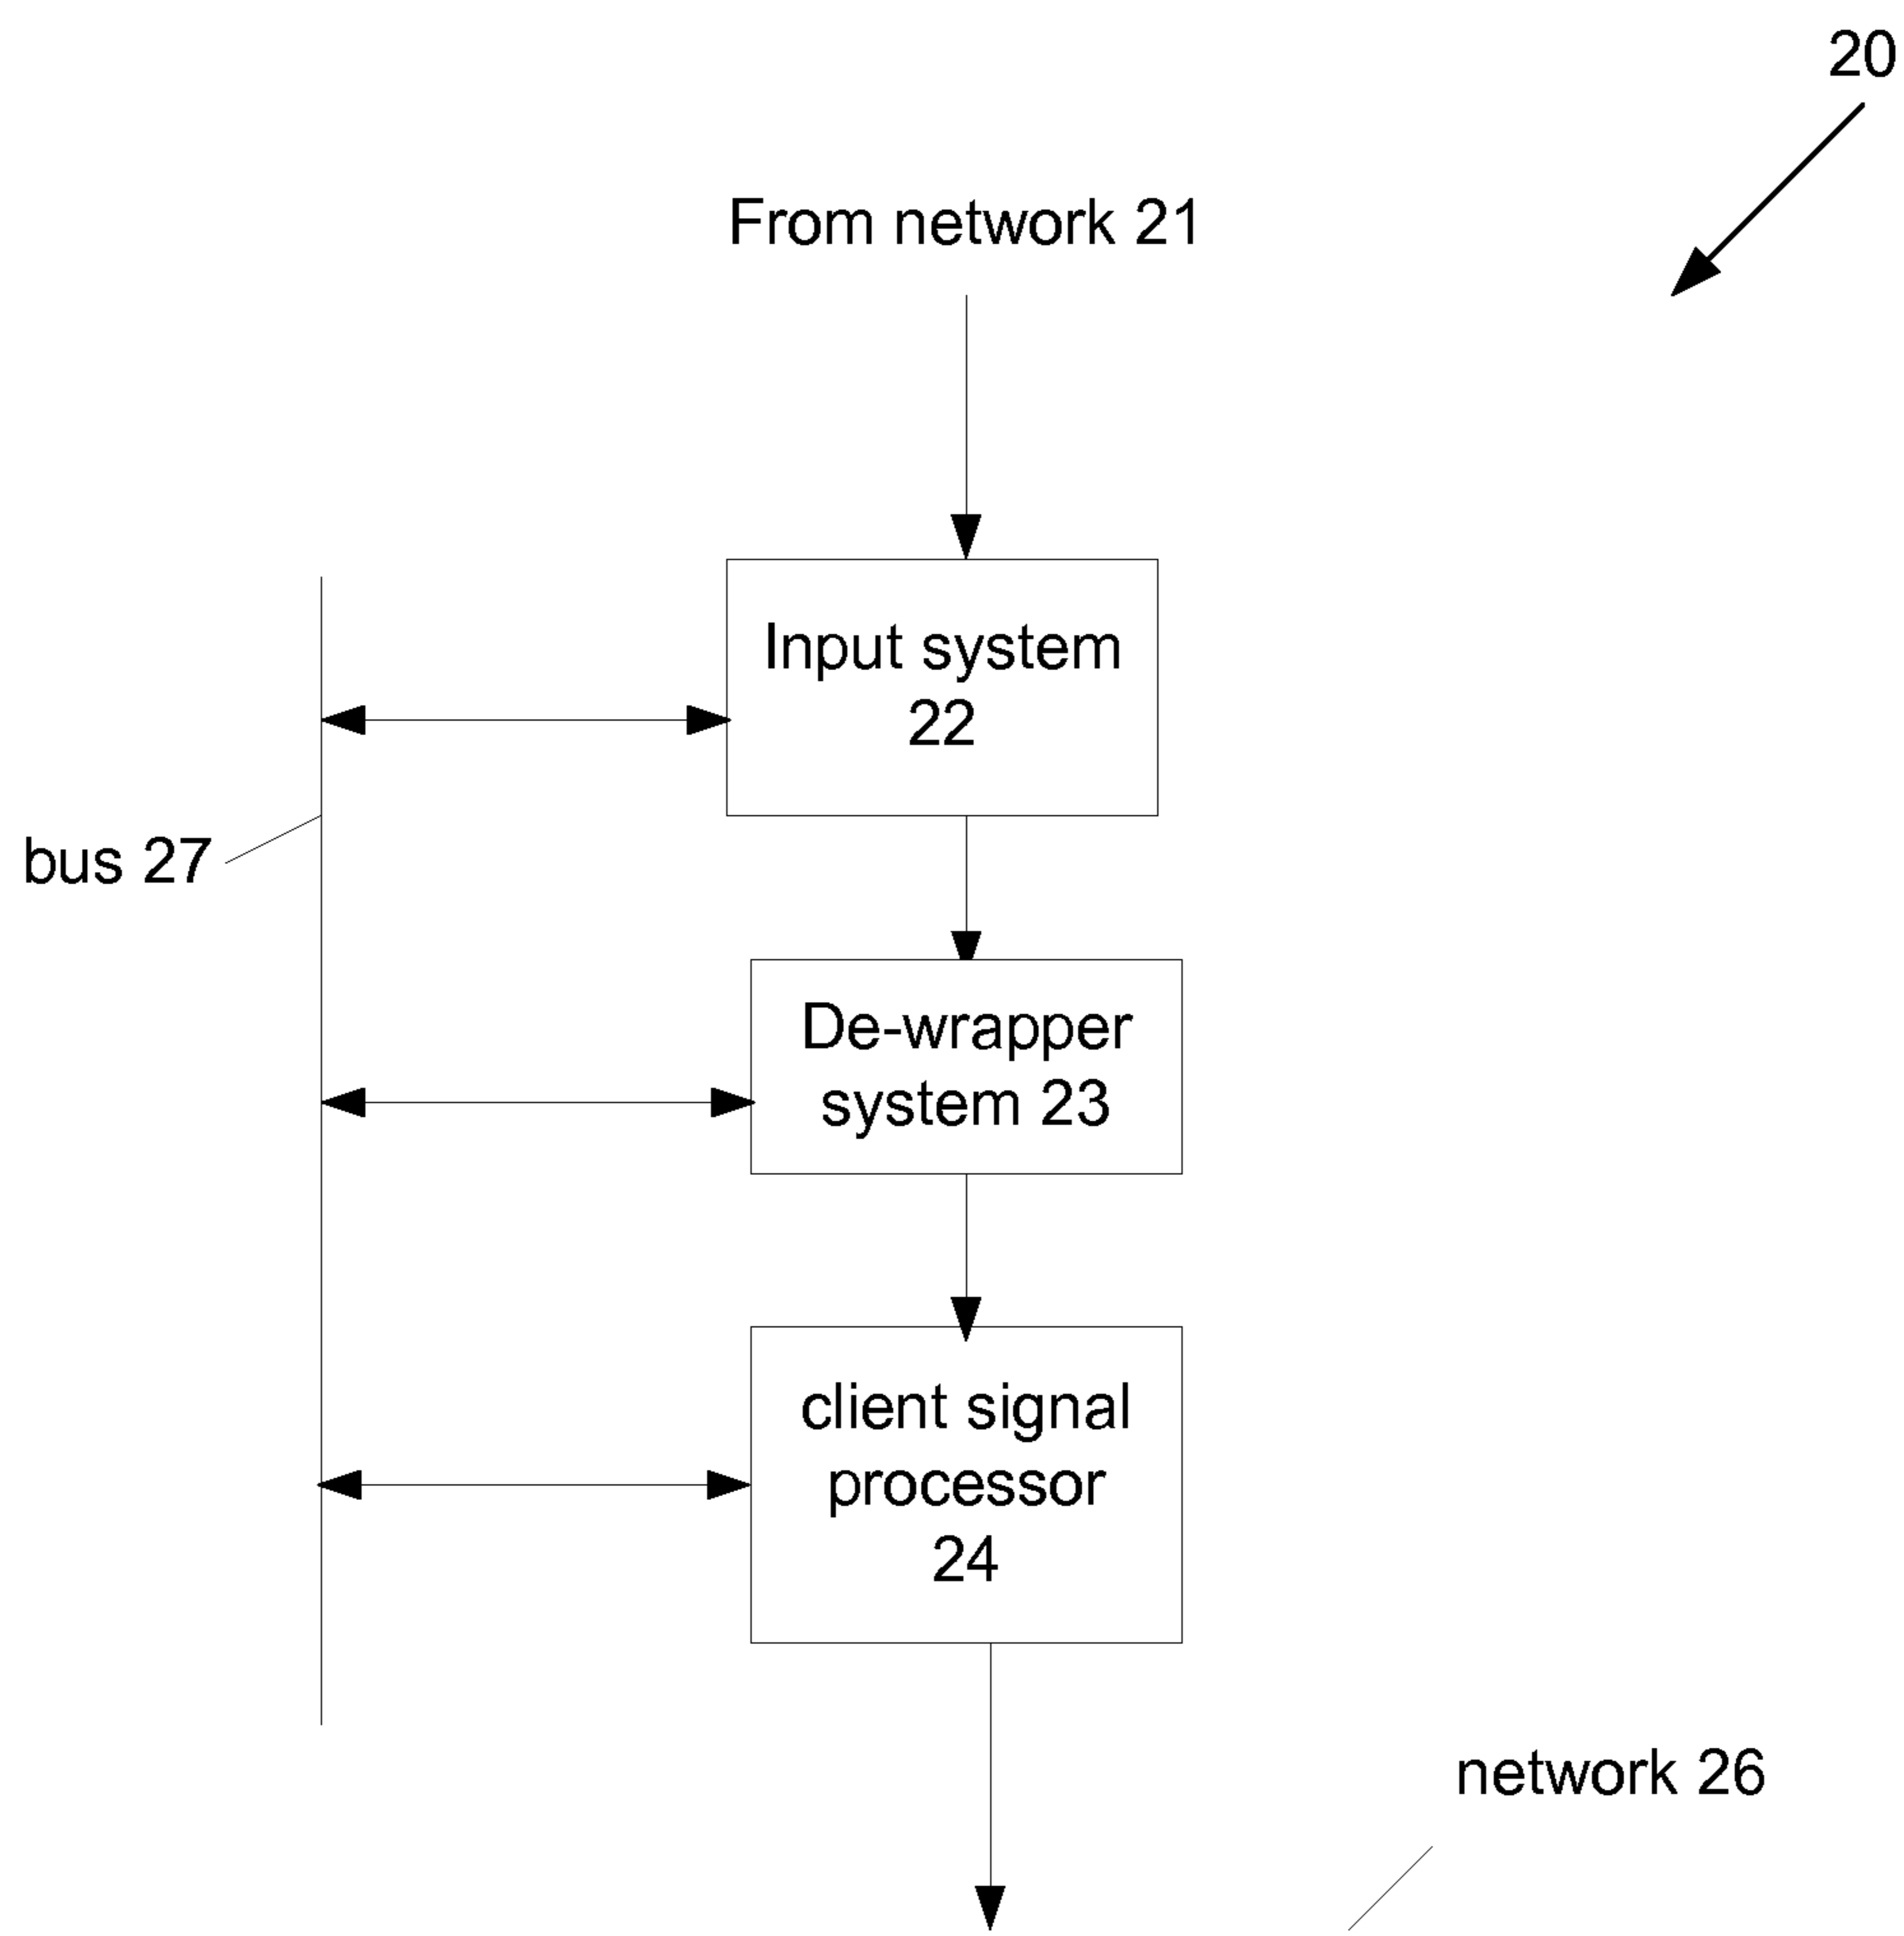 20
From network 21
Input system
22
bus 27
De-wrapper
system 23
client signal
processor
24
network 26